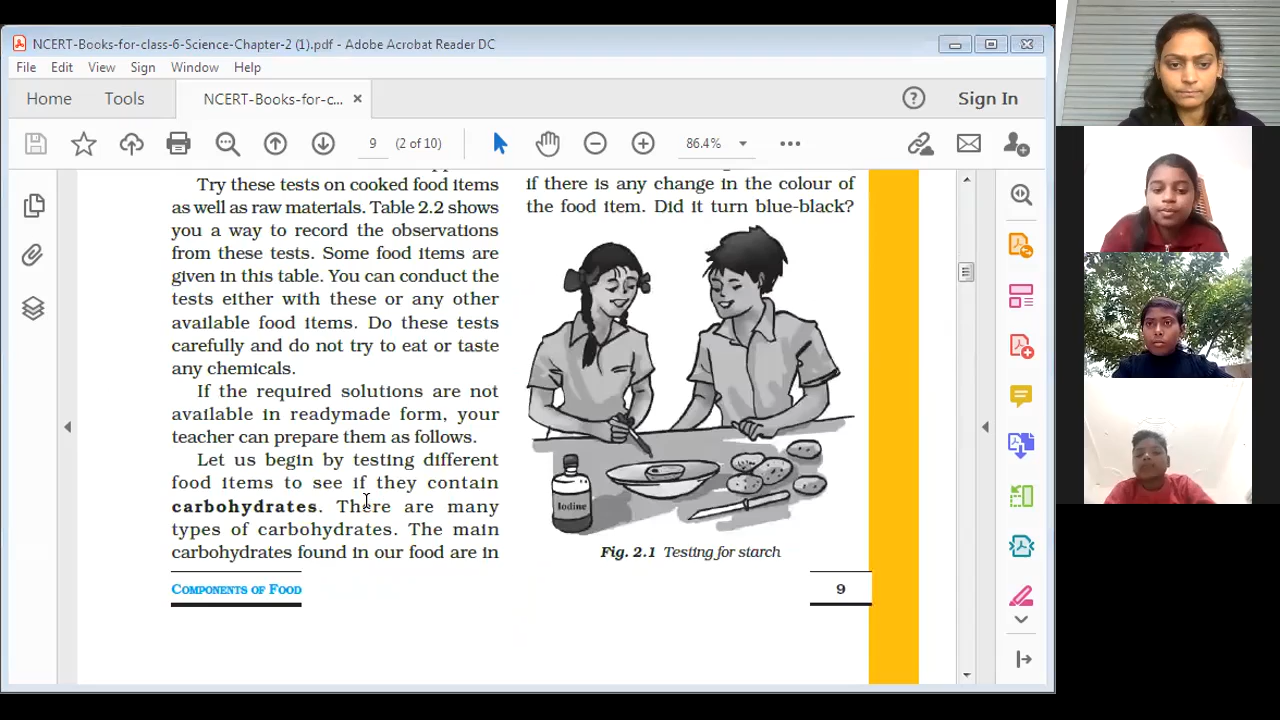 NCERT-Books-for-class-6-Science-Chapter-2 (1).pdf - Adobe Acrobat Reader DC
File Edit View Sign Window Help
Home Tools NCERT-Books-for-c... × Sign In
9 (2 of 10) 86.4%
Try these tests on cooked food items
as well as raw materials. Table 2.2 shows
you a way to record the observations
from these tests. Some food items are
given in this table. You can conduct the
tests either with these or any other
available food items. Do these tests
carefully and do not try to eat or taste
any chemicals.
If the required solutions are not
available in readymade form, your
teacher can prepare them as follows.
Let us begin by testing different
food items to see if they contain
carbohydrates. There are many
types of carbohydrates. The main
carbohydrates found in our food are in
if there is any change in the colour of
the food item. Did it turn blue-black?
Iodine
Fig. 2.1 Testing for starch
COMPONENTS OF FOOD
9